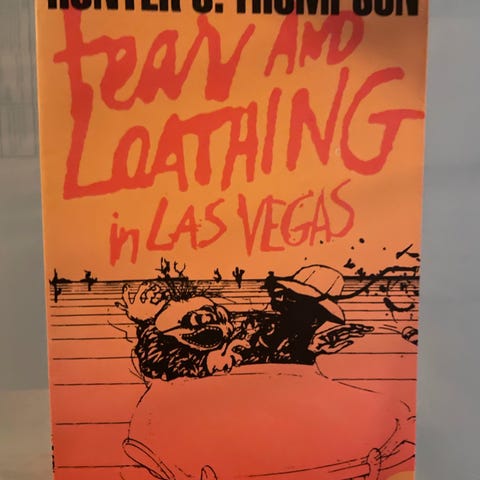 HUNTER S. THOMPSON
fear AND
LOATHING
in LAS VEGAS